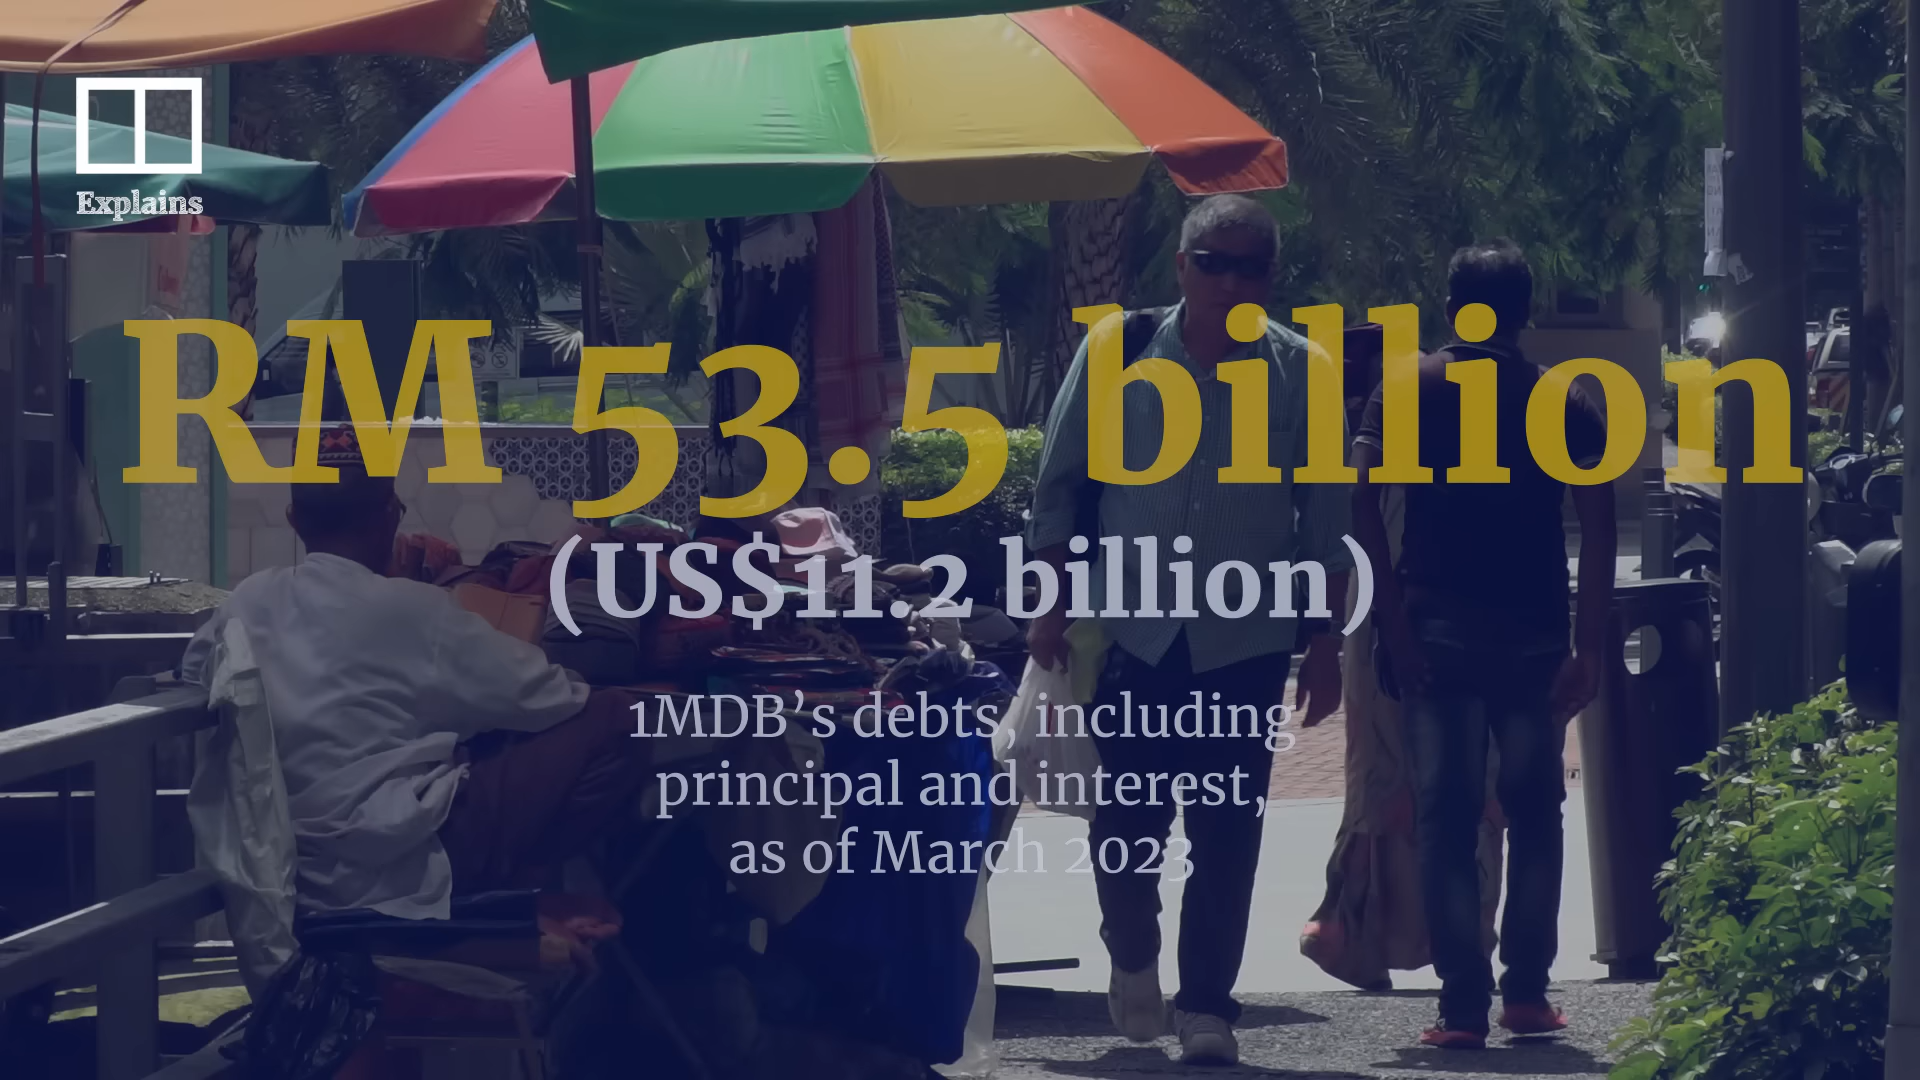 Explains
RM 53.5 billion
(US$11.2 billion)
1MDB’s debts, including
principal and interest,
as of March 2023